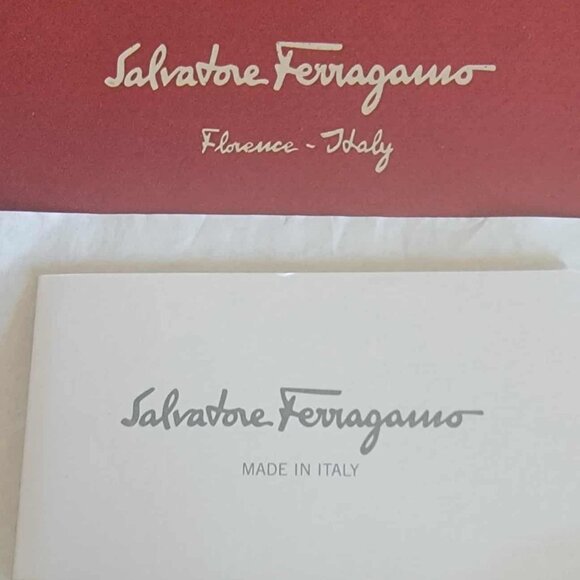 Salvatore Ferragamo
Florence - Italy
Salvatore Ferragamo
MADE IN ITALY